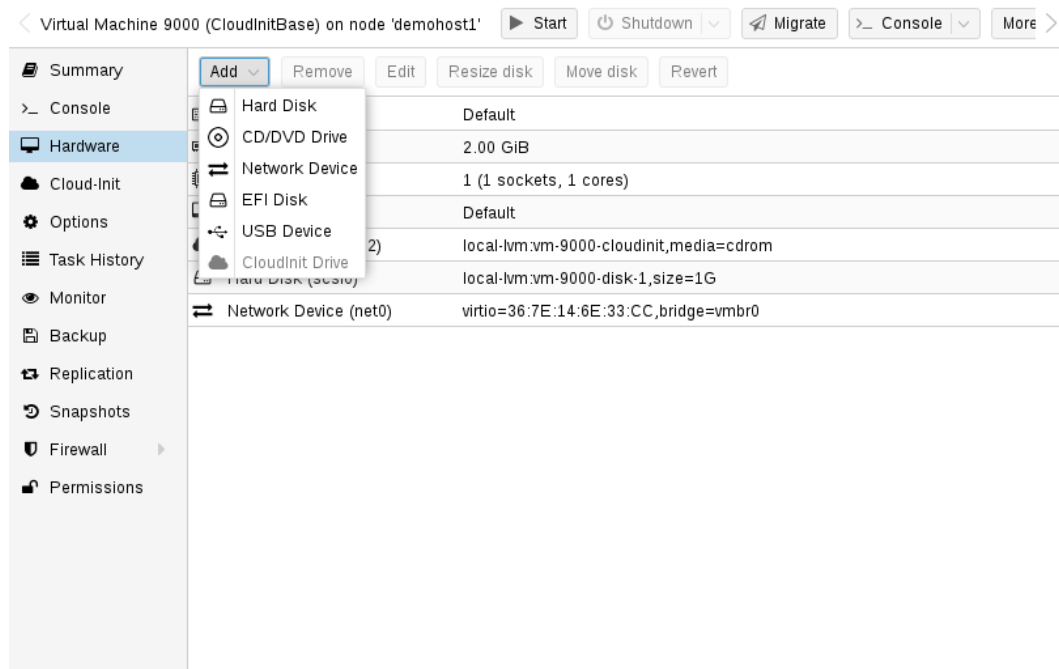 Virtual Machine 9000 (CloudInitBase) on node 'demohost1' Start Shutdown Migrate >_ Console More
Summary
Console
Hardware
Cloud-Init
Options
Task History
Monitor
Backup
Replication
Snapshots
Firewall
Permissions
Add Remove Edit Resize disk Move disk Revert
Hard Disk
CD/DVD Drive
Network Device
EFI Disk
USB Device
CloudInit Drive
Default
2.00 GiB
1 (1 sockets, 1 cores)
Default
2) local-lvm:vm-9000-cloudinit,media=cdrom
Hard Disk (scsi0) local-lvm:vm-9000-disk-1,size=1G
Network Device (net0) virtio=36:7E:14:6E:33:CC,bridge=vmbr0